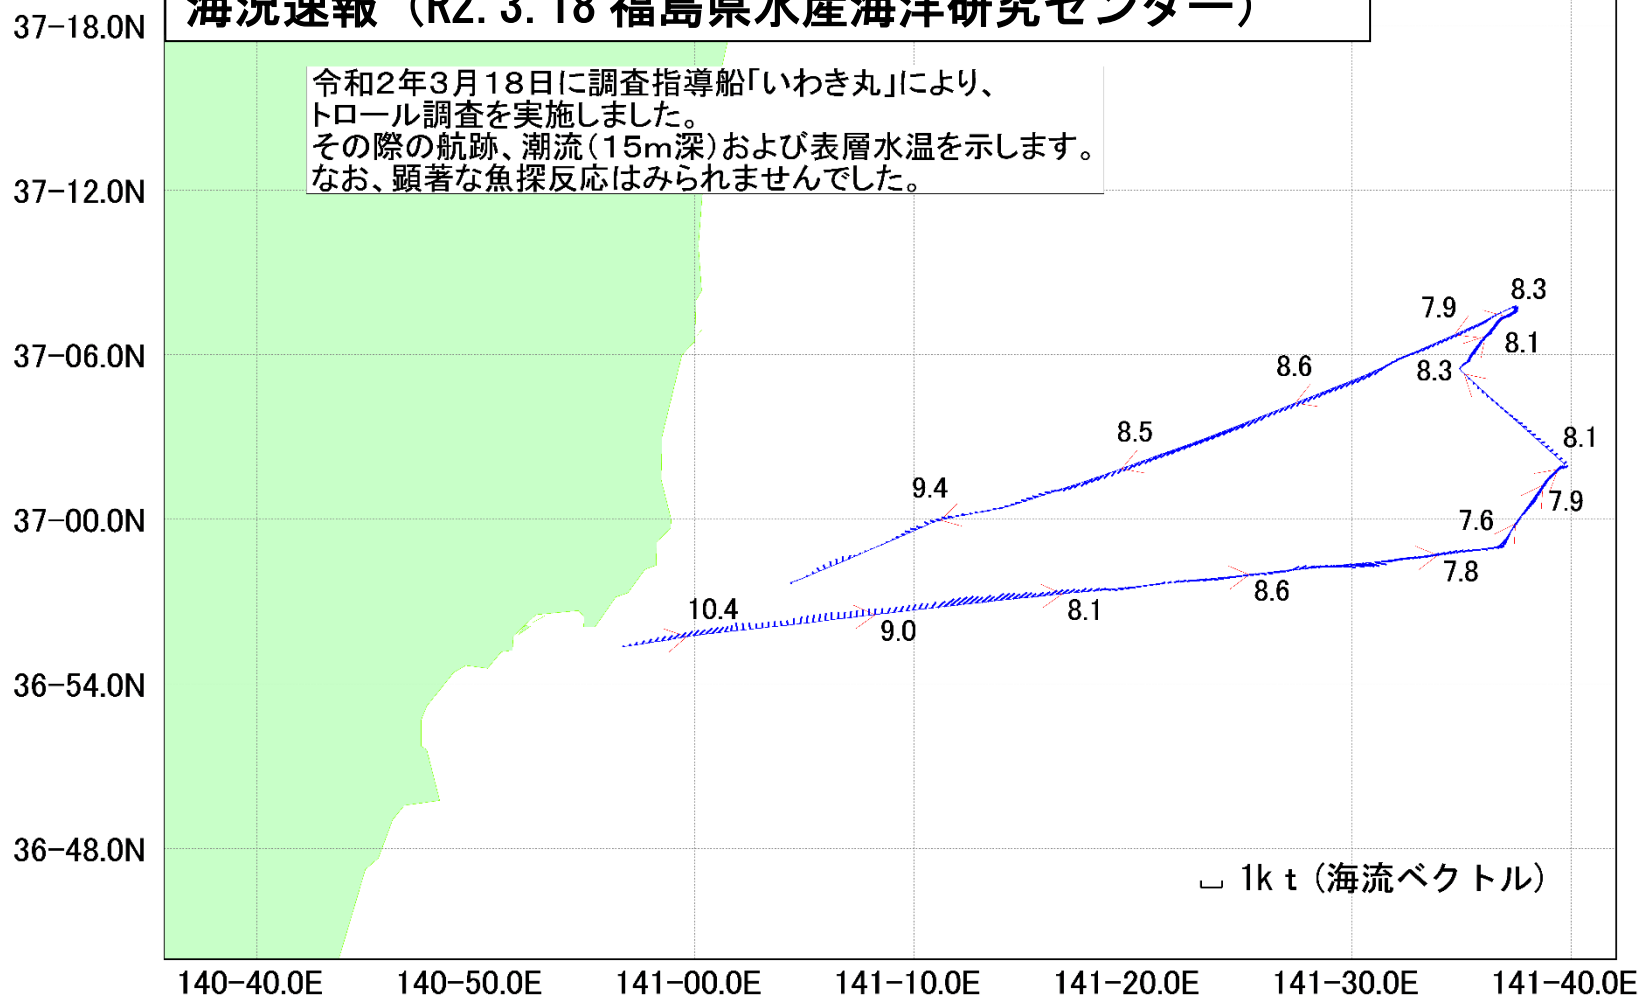 海況速報（R2.3.18 福島県水産海洋研究センター）
37-18.0N
令和2年3月18日に調査指導船「いわき丸」により、
トロール調査を実施しました。
その際の航跡、潮流（15m深）および表層水温を示します。
なお、顕著な魚探反応はみられませんでした。
37-12.0N
8.3
7.9
8.1
37-06.0N
8.6
8.3
8.5
8.1
9.4
7.9
37-00.0N
7.6
7.8
8.6
10.4
8.1
9.0
36-54.0N
36-48.0N
1kt（海流ベクトル）
140-40.0E 140-50.0E 141-00.0E 141-10.0E 141-20.0E 141-30.0E 141-40.0E